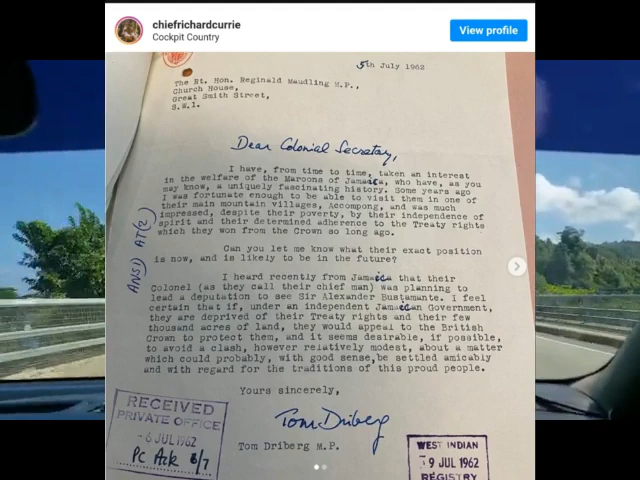 chiefrichardcurrie
Cockpit Country
View profile
5th July 1962
The Rt. Hon. Reginald Maudling M.P.,
Church House,
Great Smith Street,
S.W.1.
Dear Colonial Secretary,
I have, from time to time, taken an interest
in the welfare of the Maroons of Jamaica, who have, as you
may know, a uniquely fascinating history. Some years ago
I was fortunate enough to be able to visit them in one of
their main mountain villages, Accompong, and was much
impressed, despite their poverty, by their independence of
spirit and their determined adherence to the Treaty rights
which they won from the Crown so long ago.
Can you let me know what their exact position
is now, and is likely to be in the future?
I heard recently from Jamaica that their
Colonel (as they call their chief man) was planning to
lead a deputation to see Sir Alexander Bustamante. I feel
certain that if, under an independent Jamaican Government,
they are deprived of their Treaty rights and their few
thousand acres of land, they would appeal to the British
Crown to protect them, and it seems desirable, if possible,
to avoid a clash, however relatively modest, about a matter
which could probably, with good sense, be settled amicably
and with regard for the traditions of this proud people.
Yours sincerely,
Tom Driberg
Tom Driberg M.P.
ANSD AT(2)
RECEIVED
PRIVATE OFFICE
-6 JUL 1962
PC Ack 6/7
WEST INDIAN
9 JUL 1962
REGISTRY